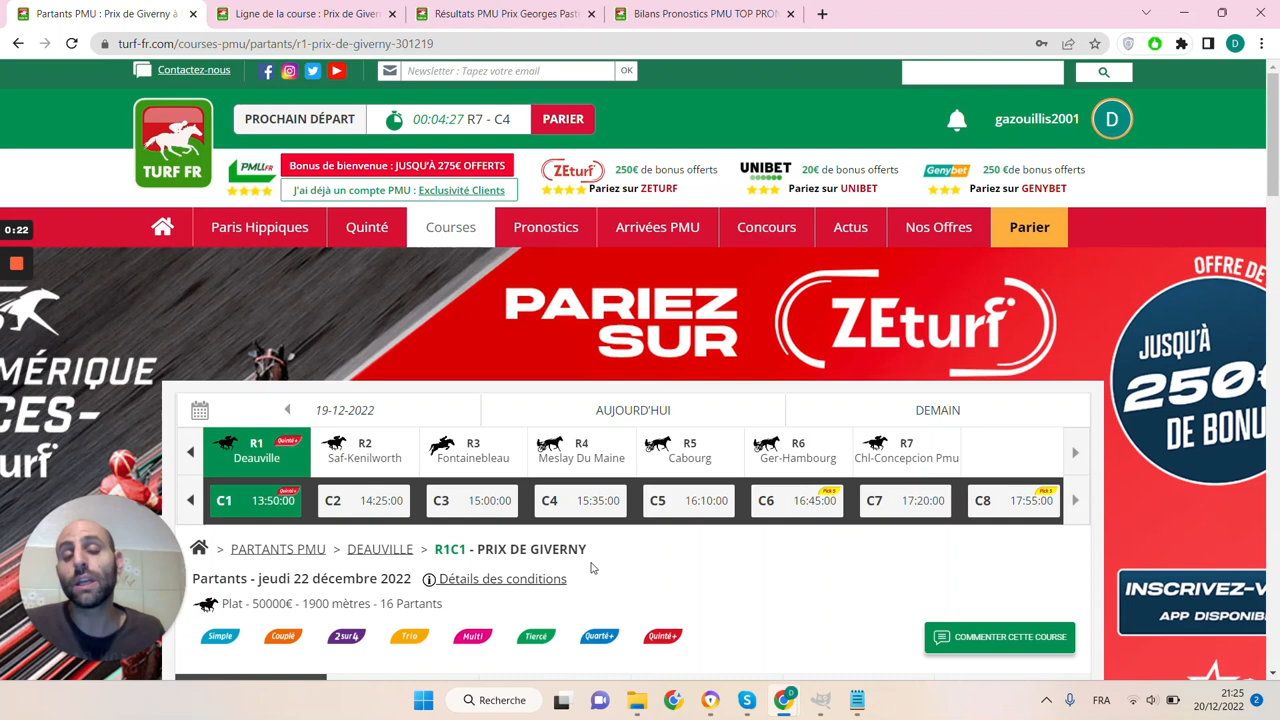 Partants PMU : Prix de Giverny à
Ligne de la course : Prix de Giver
Résultats PMU Prix Georges Past
Bilans Pronostics PMU TOP PRO
turf-fr.com/courses-pmu/partants/r1-prix-de-giverny-301219
D
Contactez-nous
Newsletter : Tapez votre email
OK
TURF FR
PROCHAIN DÉPART
00:04:27 R7 - C4
PARIER
gazouillis2001
D
PMU.FR
Bonus de bienvenue : JUSQU'À 275€ OFFERTS
J'ai déjà un compte PMU : Exclusivité Clients
ZEturf
250€ de bonus offerts
Pariez sur ZETURF
UNIBET
20€ de bonus offerts
Pariez sur UNIBET
Genybet
250 €de bonus offerts
Pariez sur GENYBET
0:22
Paris Hippiques
Quinté
Courses
Pronostics
Arrivées PMU
Concours
Actus
Nos Offres
Parier
PARIEZ
SUR
ZEturf
OFFRE DE
JUSQU'À
250€
DE BONU
MÉRIQUE
CES-
urf
19-12-2022
AUJOURD'HUI
DEMAIN
R1 Quinté+
Deauville
R2
Saf-Kenilworth
R3
Fontainebleau
R4
Meslay Du Maine
R5
Cabourg
R6
Ger-Hambourg
R7
Chl-Concepcion Pmu
C1 13:50:00 Quinté+
C2 14:25:00
C3 15:00:00
C4 15:35:00
C5 16:10:00
C6 16:45:00 Pick 5
C7 17:20:00
C8 17:55:00 Pick 5
> PARTANTS PMU > DEAUVILLE > R1C1 - PRIX DE GIVERNY
Partants - jeudi 22 décembre 2022 Détails des conditions
Plat - 50000€ - 1900 mètres - 16 Partants
Simple
Couplé
2sur4
Trio
Multi
Tiercé
Quarté+
Quinté+
COMMENTER CETTE COURSE
INSCRIVEZ-V
APP DISPONIB
Recherche
D
FRA
21:25
20/12/2022
2